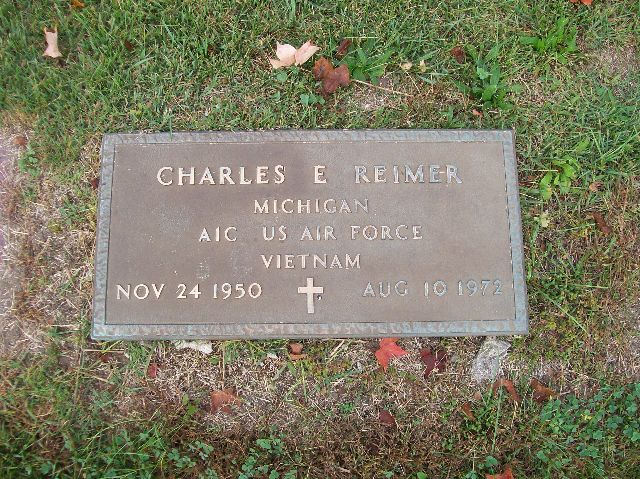 CHARLES E REIMER
MICHIGAN
A1C US AIR FORCE
VIETNAM
NOV 24 1950 AUG 10 1972